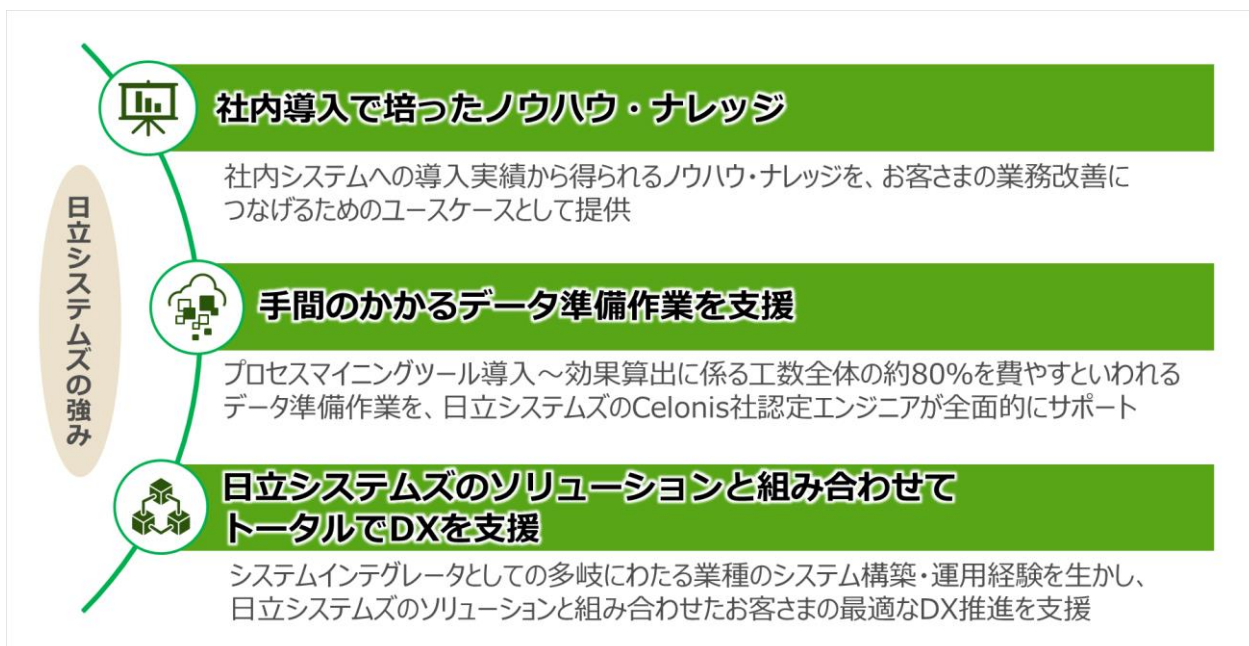 日立システムズの強み
社内導入で培ったノウハウ・ナレッジ
社内システムへの導入実績から得られるノウハウ・ナレッジを、お客さまの業務改善に
つなげるためのユースケースとして提供
手間のかかるデータ準備作業を支援
プロセスマイニングツール導入～効果算出に係る工数全体の約80%を費やすといわれる
データ準備作業を、日立システムズのCelonis社認定エンジニアが全面的にサポート
日立システムズのソリューションと組み合わせて
トータルでDXを支援
システムインテグレータとしての多岐にわたる業種のシステム構築・運用経験を生かし、
日立システムズのソリューションと組み合わせたお客さまの最適なDX推進を支援